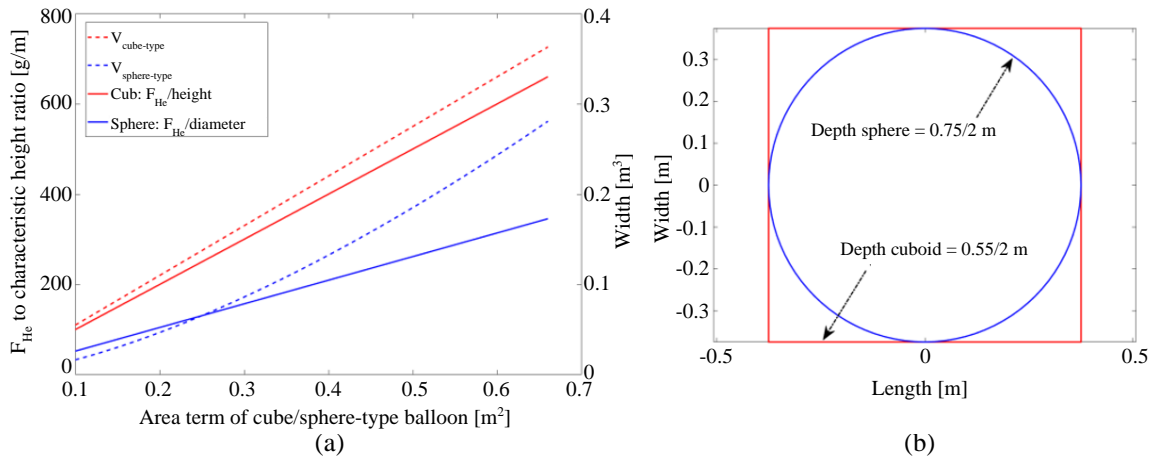 800
600
400
200
0
F_He to characteristic height ratio [g/m]
V_cube-type
V_sphere-type
Cub: F_He/height
Sphere: F_He/diameter
0.4
0.3
0.2
0.1
0
Width [m³]
0.1 0.2 0.3 0.4 0.5 0.6 0.7
Area term of cube/sphere-type balloon [m²]
(a)
0.3
0.2
0.1
0
-0.1
-0.2
-0.3
Width [m]
Depth sphere = 0.75/2 m
Depth cuboid = 0.55/2 m
-0.5 0 0.5
Length [m]
(b)